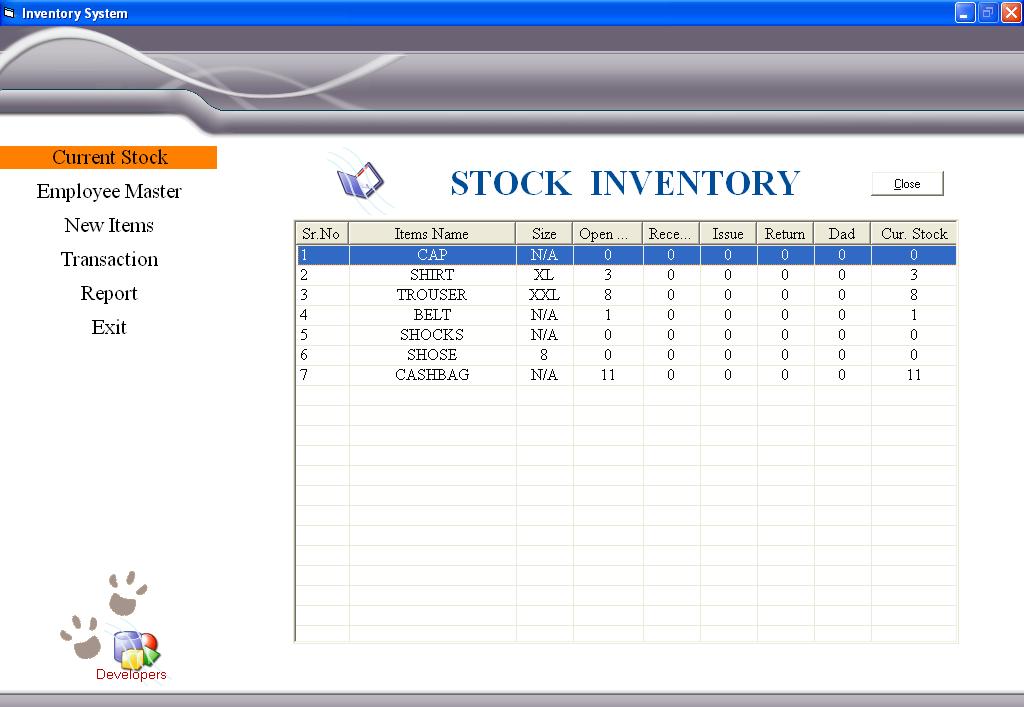 Inventory System
Current Stock
Employee Master
New Items
Transaction
Report
Exit
STOCK INVENTORY
Close
Sr.No Items Name Size Open ... Rece... Issue Return Dad Cur. Stock
1 CAP N/A 0 0 0 0 0 0
2 SHIRT XL 3 0 0 0 0 3
3 TROUSER XXL 8 0 0 0 0 8
4 BELT N/A 1 0 0 0 0 1
5 SHOCKS N/A 0 0 0 0 0 0
6 SHOSE 8 0 0 0 0 0 0
7 CASHBAG N/A 11 0 0 0 0 11
Developers